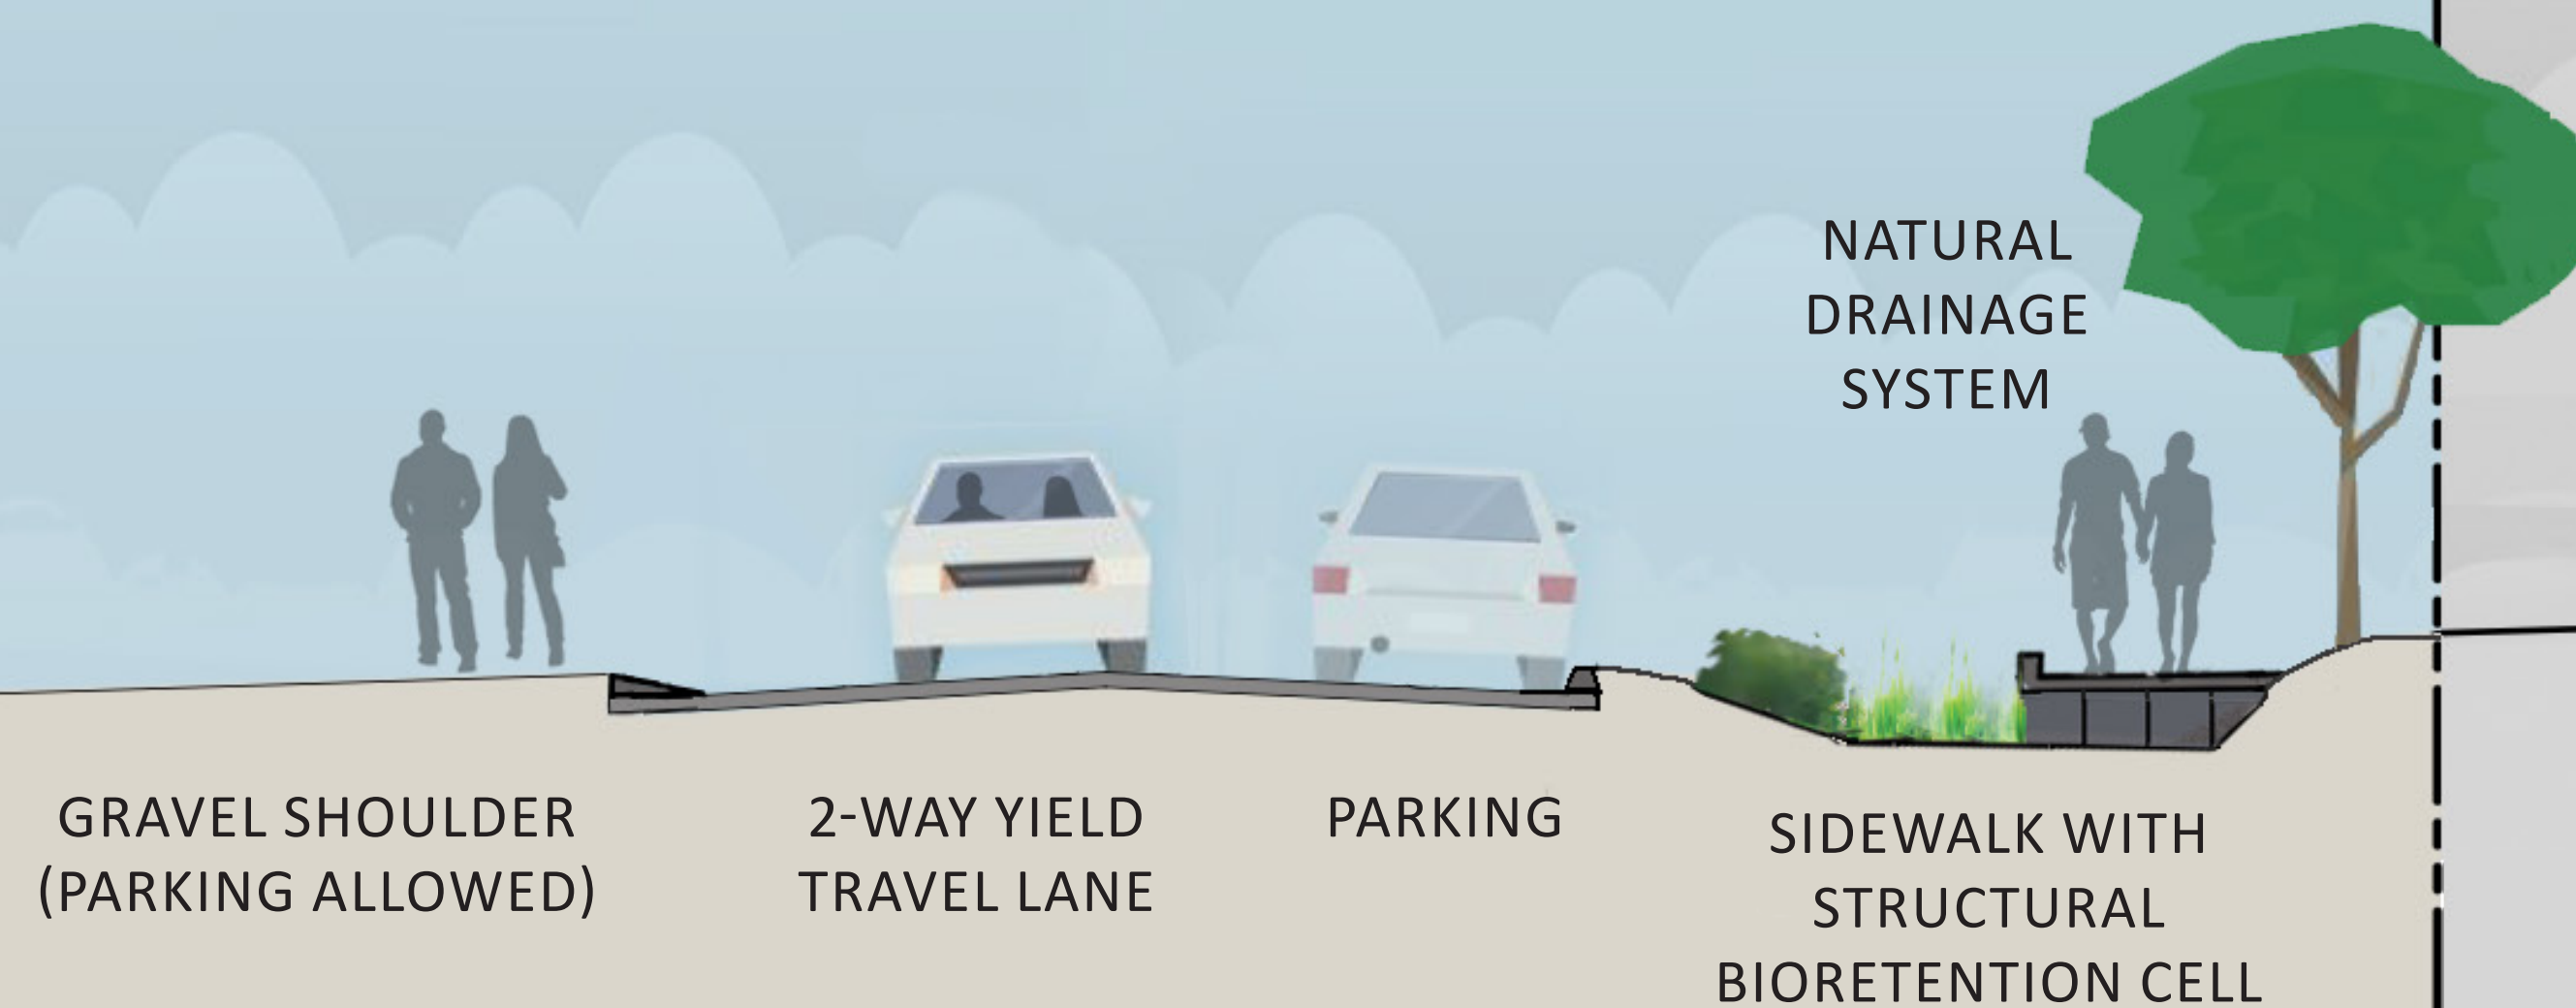 NATURAL
DRAINAGE
SYSTEM
GRAVEL SHOULDER
(PARKING ALLOWED)
2-WAY YIELD
TRAVEL LANE
PARKING
SIDEWALK WITH
STRUCTURAL
BIORETENTION CELL